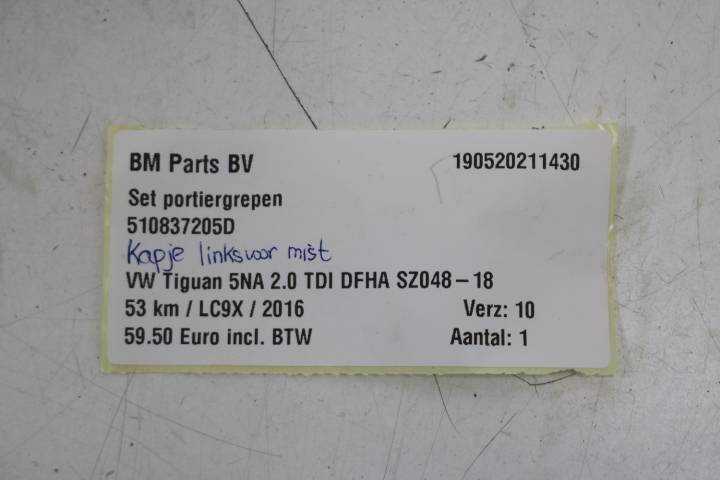 BM Parts BV 190520211430
Set portiergrepen
510837205D
Kapje linksvoor mist
VW Tiguan 5NA 2.0 TDI DFHA SZ048-18
53 km / LC9X / 2016 Verz: 10
59.50 Euro incl. BTW Aantal: 1